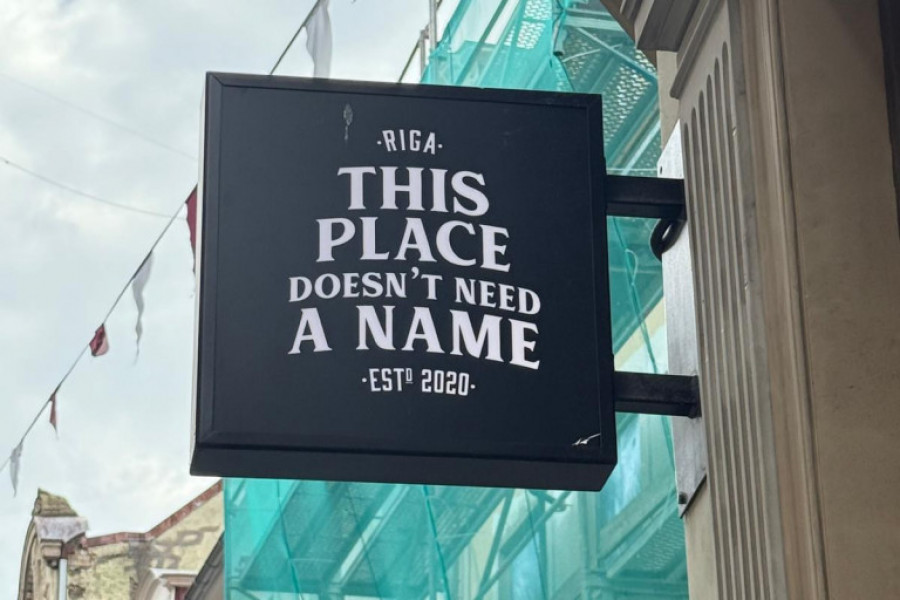 ·RIGA·
THIS
PLACE
DOESN'T NEED
A NAME
·ESTD 2020·